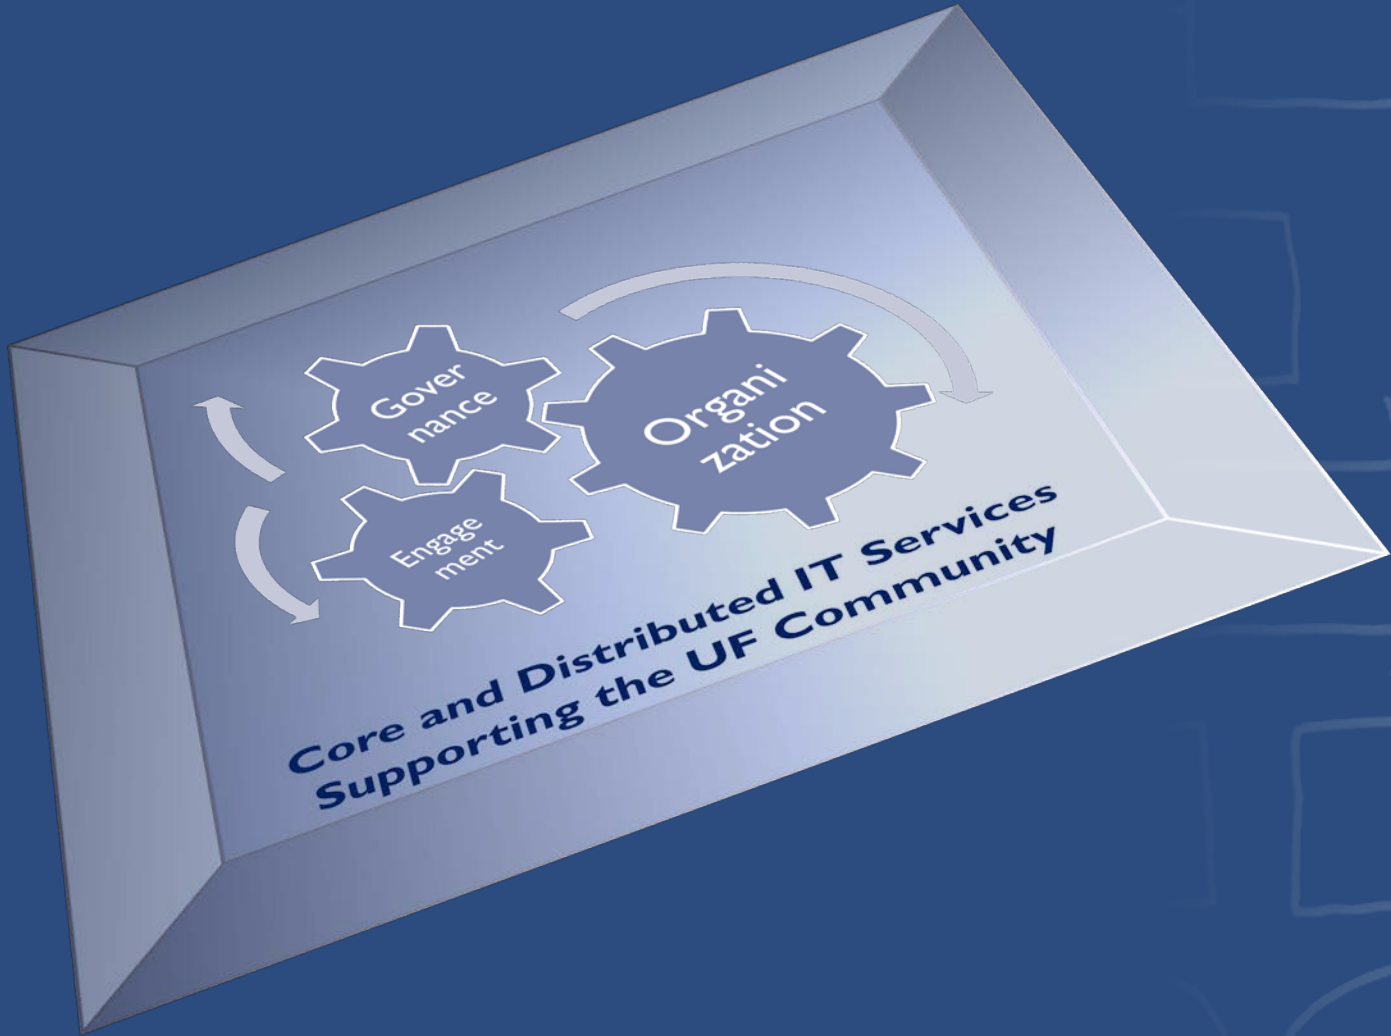 Gover
nance
Organi
zation
Engage
ment
Core and Distributed IT Services
Supporting the UF Community